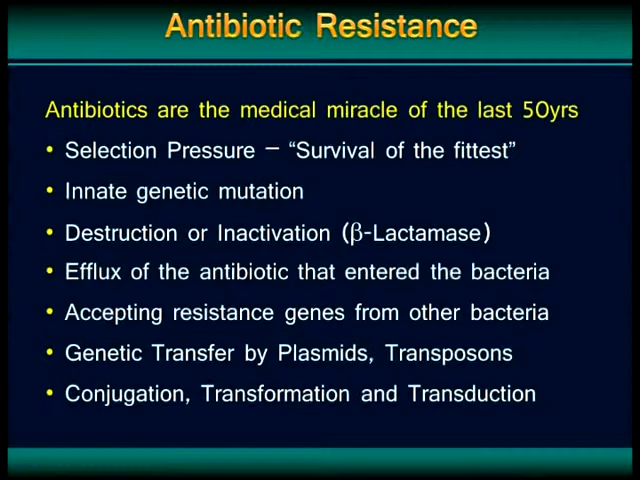 Antibiotic Resistance
Antibiotics are the medical miracle of the last 50yrs
• Selection Pressure – “Survival of the fittest”
• Innate genetic mutation
• Destruction or Inactivation (β-Lactamase)
• Efflux of the antibiotic that entered the bacteria
• Accepting resistance genes from other bacteria
• Genetic Transfer by Plasmids, Transposons
• Conjugation, Transformation and Transduction